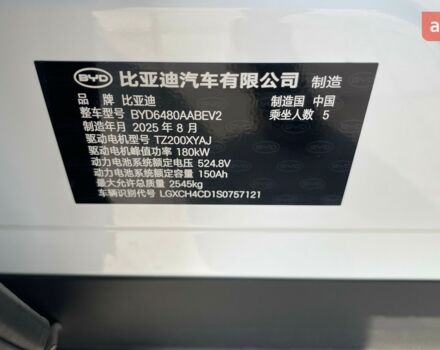 BYD 比亚迪汽车有限公司 制造
品 牌 比亚迪 制造国 中国
整车型号 BYD6480AABEV2 乘坐人数 5
制造年月 2025年8月
驱动电机型号 TZ200XYAJ
驱动电机峰值功率 180kW
动力电池系统额定电压 524.8V
动力电池系统额定容量 150Ah
最大允许总质量 2545kg
车辆识别代号 LGXCH4CD1S0757121